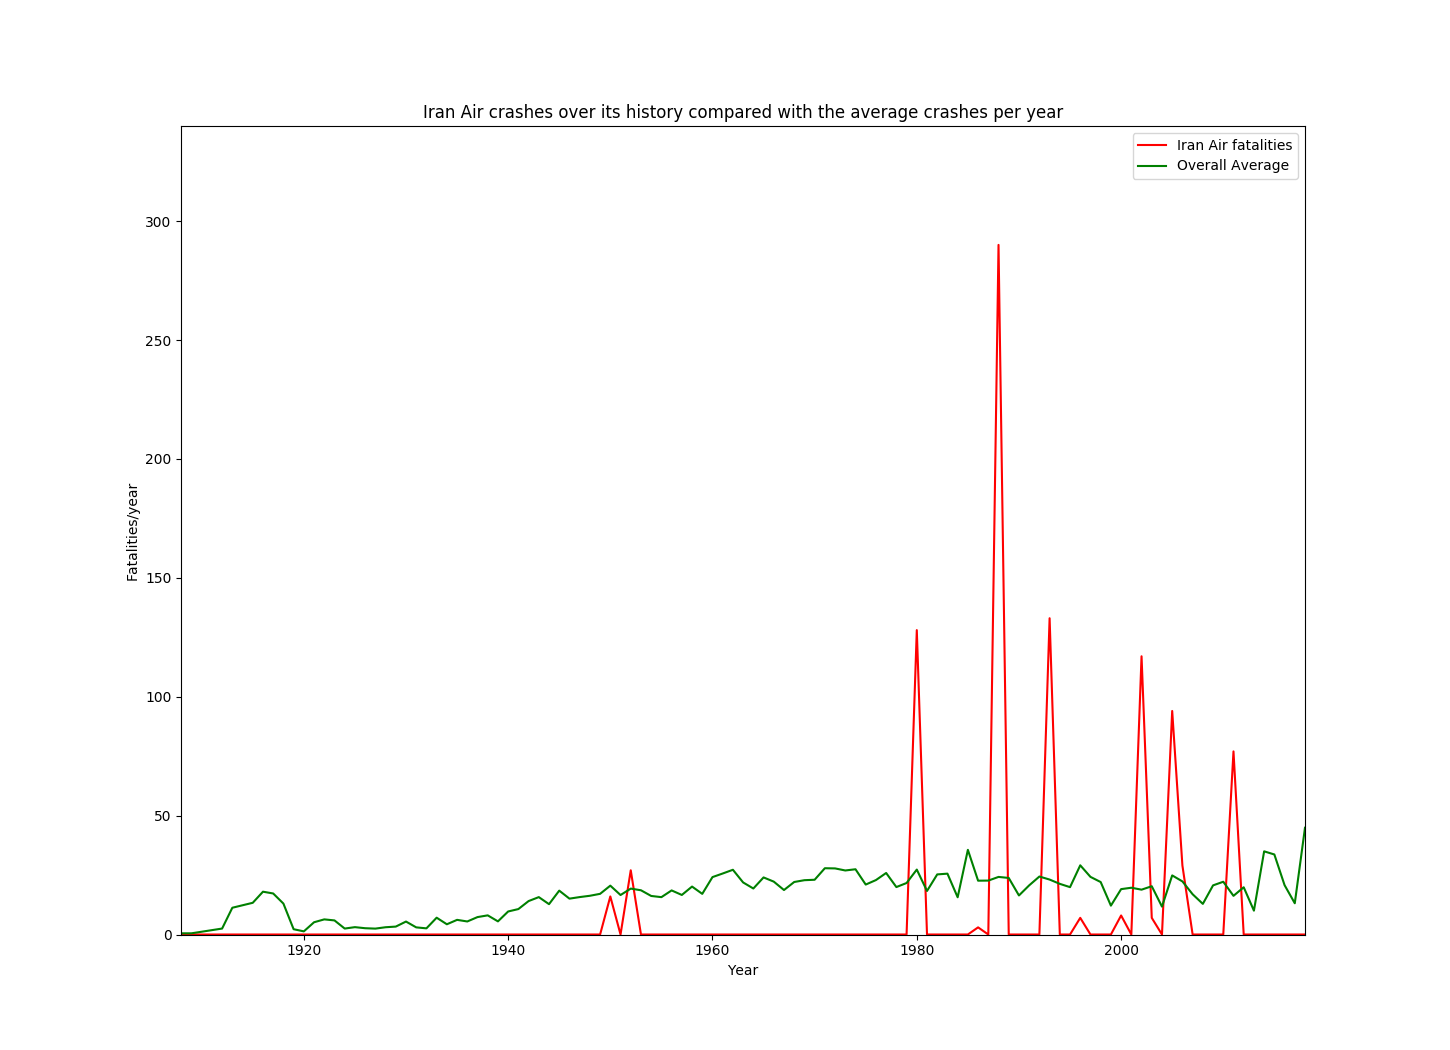 Iran Air crashes over its history compared with the average crashes per year
Iran Air fatalities
Overall Average
300
250
200
150
100
50
0
Fatalities/year
1920 1940 1960 1980 2000
Year